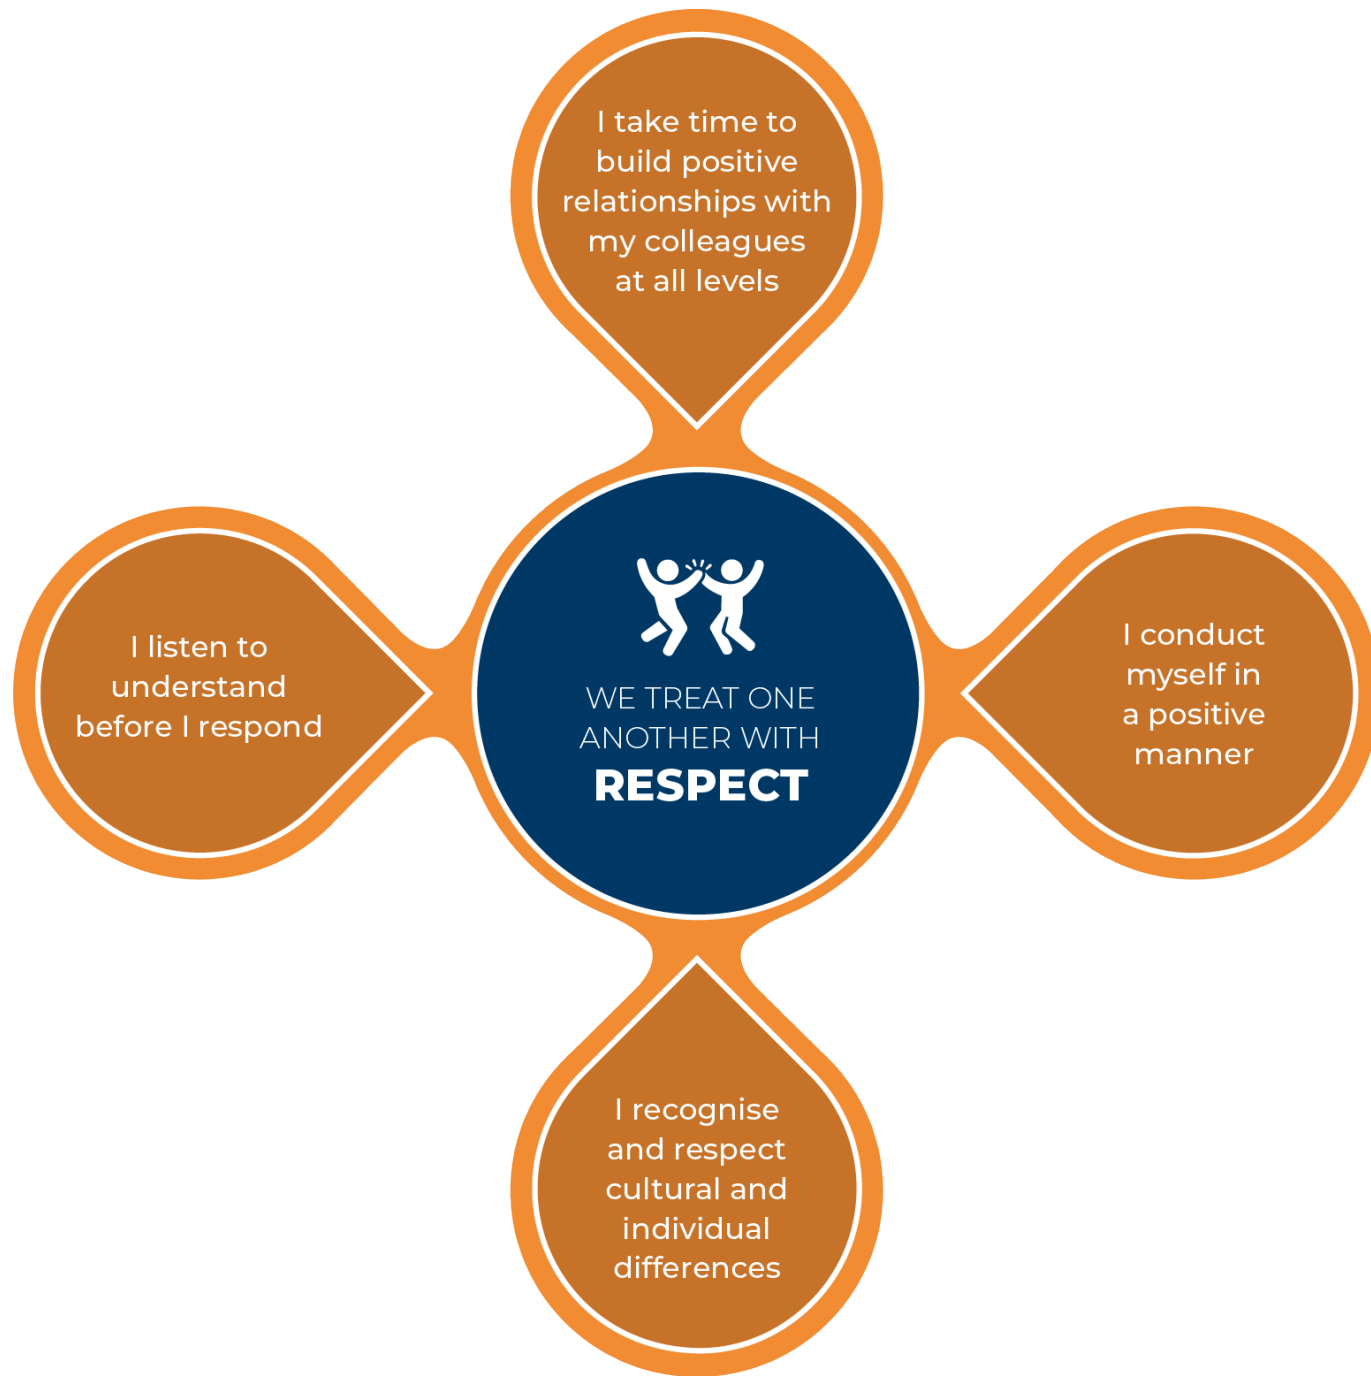 I take time to
build positive
relationships with
my colleagues
at all levels
I listen to
understand
before I respond
WE TREAT ONE
ANOTHER WITH
RESPECT
I conduct
myself in
a positive
manner
I recognise
and respect
cultural and
individual
differences